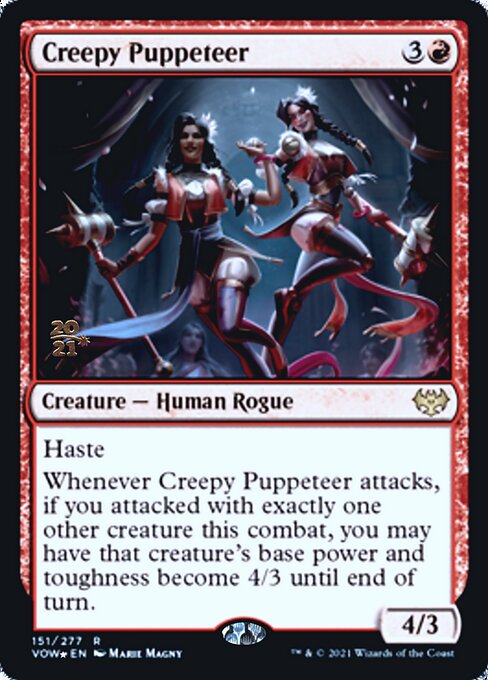 Creepy Puppeteer 3
20
21*
Creature — Human Rogue
Haste
Whenever Creepy Puppeteer attacks,
if you attacked with exactly one
other creature this combat, you may
have that creature's base power and
toughness become 4/3 until end of
turn.
4/3
151/277 R
VOW★EN Marie Magny ™ & © 2021 Wizards of the Coast